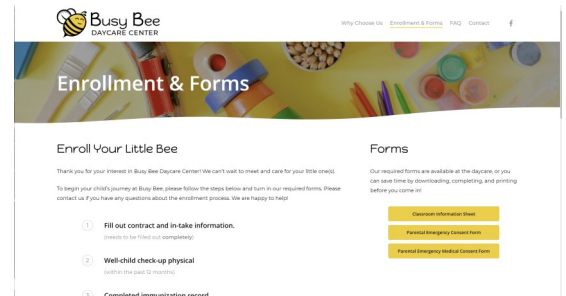 Busy Bee
DAYCARE CENTER
Why Choose Us Enrollment & Forms FAQ Contact f
Enrollment & Forms
Enroll Your Little Bee
Thank you for your interest in Busy Bee Daycare Center! We can't wait to meet and care for your little one(s).
To begin your child's journey at Busy Bee, please follow the steps below and turn in our required forms. Please
contact us if you have any questions about the enrollment process. We are happy to help!
1 Fill out contract and in-take information.
(needs to be filled out completely)
2 Well-child check-up physical
(within the past 12 months)
3 Completed immunization record
Forms
Our required forms are available at the daycare, or you
can save time by downloading, completing, and printing
before you come in!
Classroom Information Sheet
Parental Emergency Consent Form
Parental Emergency Medical Consent Form